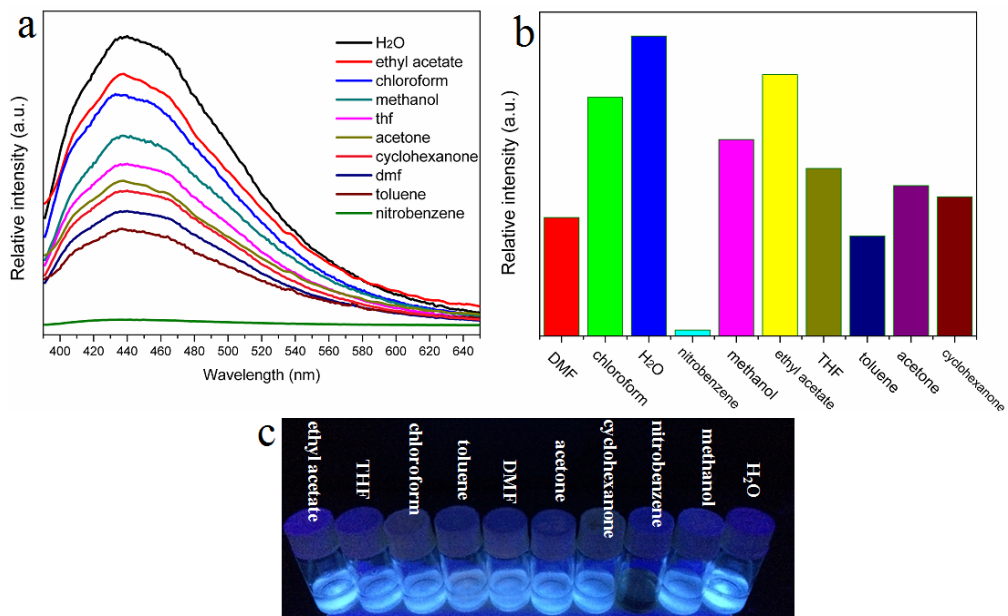 a
Relative intensity (a.u.)
H₂O
ethyl acetate
chloroform
methanol
thf
acetone
cyclohexanone
dmf
toluene
nitrobenzene
400 420 440 460 480 500 520 540 560 580 600 620 640
Wavelength (nm)
b
Relative intensity (a.u.)
DMF
chloroform
H2O
nitrobenzene
methanol
ethyl acetate
THF
toluene
acetone
cyclohexanone
c
ethyl acetate
THF
chloroform
toluene
DMF
acetone
cyclohexanone
nitrobenzene
methanol
H₂O